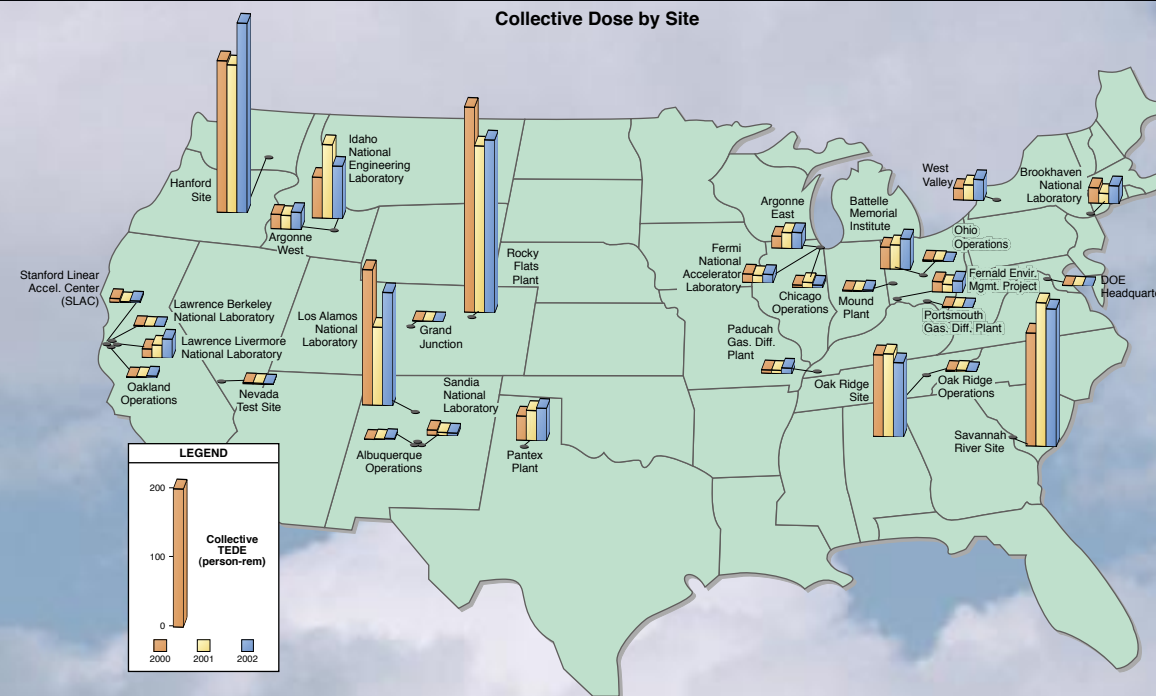 Collective Dose by Site
Hanford
Site
Idaho
National
Engineering
Laboratory
Argonne
West
Rocky
Flats
Plant
Stanford Linear
Accel. Center
(SLAC)
Lawrence Berkeley
National Laboratory
Lawrence Livermore
National Laboratory
Oakland
Operations
Nevada
Test Site
Los Alamos
National
Laboratory
Grand
Junction
Sandia
National
Laboratory
Albuquerque
Operations
Pantex
Plant
Argonne
East
Battelle
Memorial
Institute
West
Valley
Brookhaven
National
Laboratory
Ohio
Operations
Fermi
National
Accelerator
Laboratory
Chicago
Operations
Mound
Plant
Fernald Envir.
Mgmt. Project
DOE
Headquarte
Portsmouth
Gas. Diff. Plant
Paducah
Gas. Diff.
Plant
Oak Ridge
Site
Oak Ridge
Operations
Savannah
River Site
LEGEND
200
100
0
Collective
TEDE
(person-rem)
2000 2001 2002